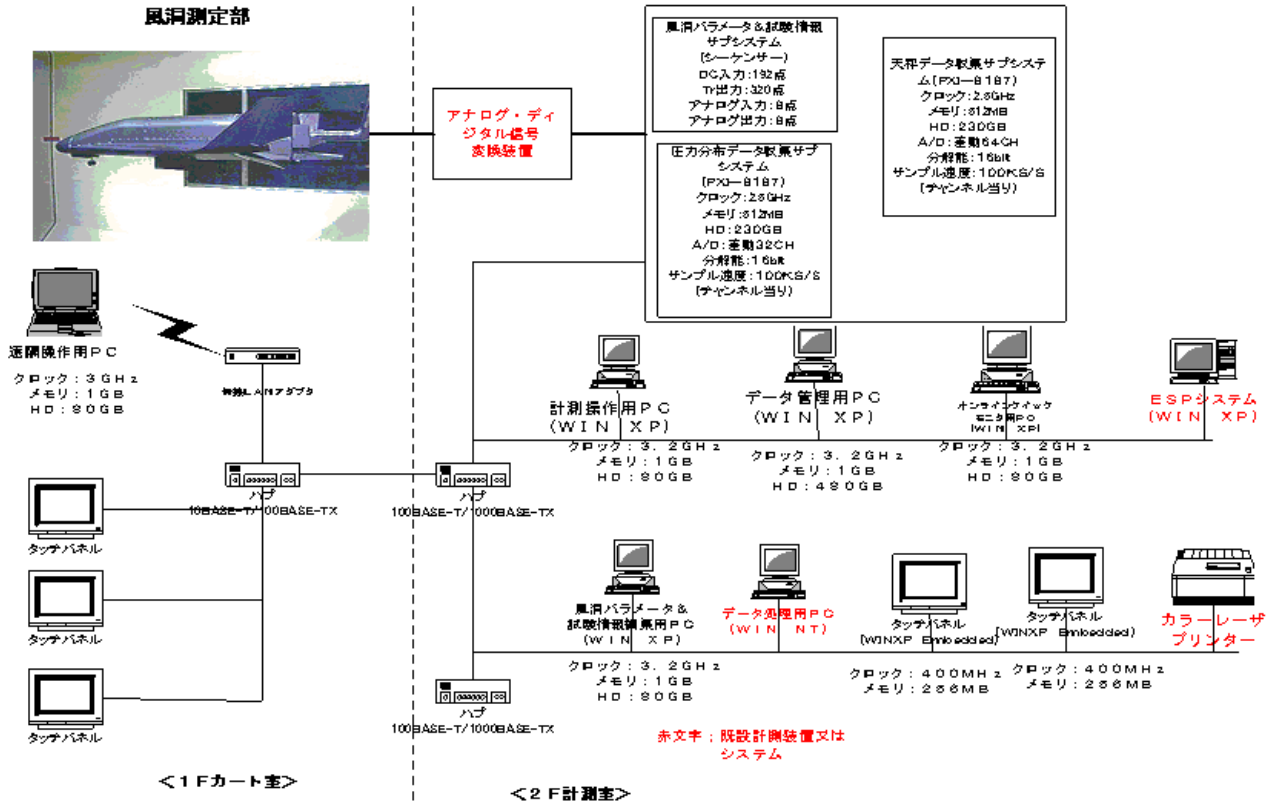 風洞測定部
アナログ・ディ
ジタル信号
変換装置
風洞パラメータ&試験情報
サブシステム
(シーケンサー)
DC入力:192点
Tr出力:320点
アナログ入力:8点
アナログ出力:8点
圧力分布データ収集サブ
システム
(PXI-8187)
クロック:2.5GHz
メモリ:512MB
HD:230GB
A/D:差動32CH
分解能:16bit
サンプル速度:100KS/S
(チャンネル当り)
天秤データ収集サブシステ
ム(PXI-8187)
クロック:2.5GHz
メモリ:512MB
HD:230GB
A/D:差動64CH
分解能:16bit
サンプル速度:100KS/S
(チャンネル当り)
遠隔操作用PC
クロック:3GHz
メモリ:1GB
HD:80GB
無線LANアダプタ
ハブ
10BASE-T/100BASE-TX
タッチパネル
タッチパネル
タッチパネル
<1Fカート室>
ハブ
100BASE-T/1000BASE-TX
計測操作用PC
(WIN XP)
クロック:3.2GHz
メモリ:1GB
HD:80GB
データ管理用PC
(WIN XP)
クロック:3.2GHz
メモリ:1GB
HD:480GB
オンラインクイック
モニタ用PC
(WIN XP)
クロック:3.2GHz
メモリ:1GB
HD:80GB
ESPシステム
(WIN XP)
ハブ
100BASE-T/1000BASE-TX
風洞パラメータ&
試験情報編集用PC
(WIN XP)
クロック:3.2GHz
メモリ:1GB
HD:80GB
データ処理用PC
(WIN NT)
タッチパネル
(WINXP Embedded)
クロック:400MHz
メモリ:256MB
タッチパネル
(WINXP Embedded)
クロック:400MHz
メモリ:256MB
カラーレーザ
プリンター
赤文字;既設計測装置又は
システム
<2F計測室>